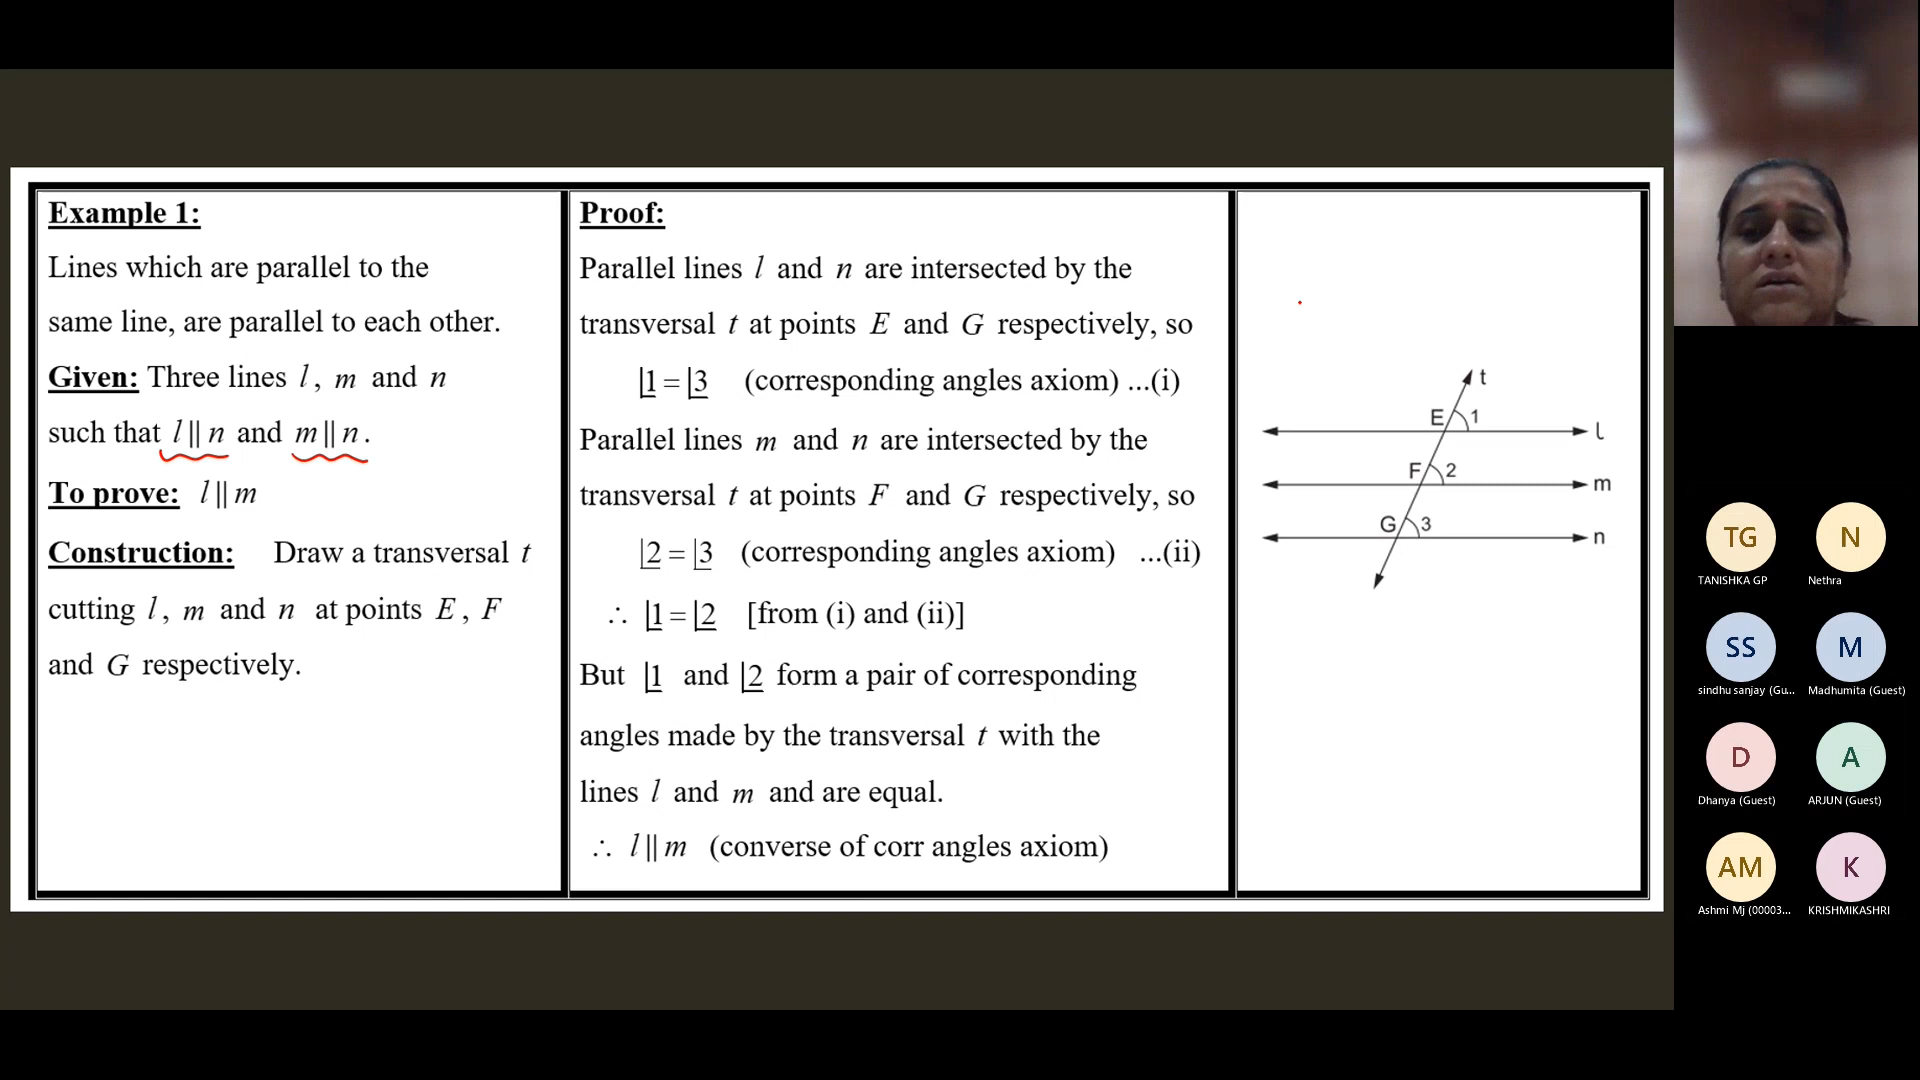 Example 1:
Lines which are parallel to the
same line, are parallel to each other.
Given: Three lines l, m and n
such that l || n and m || n.
To prove: l || m
Construction: Draw a transversal t
cutting l, m and n at points E, F
and G respectively.
Proof:
Parallel lines l and n are intersected by the
transversal t at points E and G respectively, so
∠1 = ∠3 (corresponding angles axiom) ...(i)
Parallel lines m and n are intersected by the
transversal t at points F and G respectively, so
∠2 = ∠3 (corresponding angles axiom) ...(ii)
∴ ∠1 = ∠2 [from (i) and (ii)]
But ∠1 and ∠2 form a pair of corresponding
angles made by the transversal t with the
lines l and m and are equal.
∴ l || m (converse of corr angles axiom)
t
E 1
l
F 2
m
G 3
n
TG
TANISHKA GP
N
Nethra
SS
sindhu sanjay (Gu...
M
Madhumita (Guest)
D
Dhanya (Guest)
A
ARJUN (Guest)
AM
Ashmi Mj (00003...
K
KRISHMIKASHRI